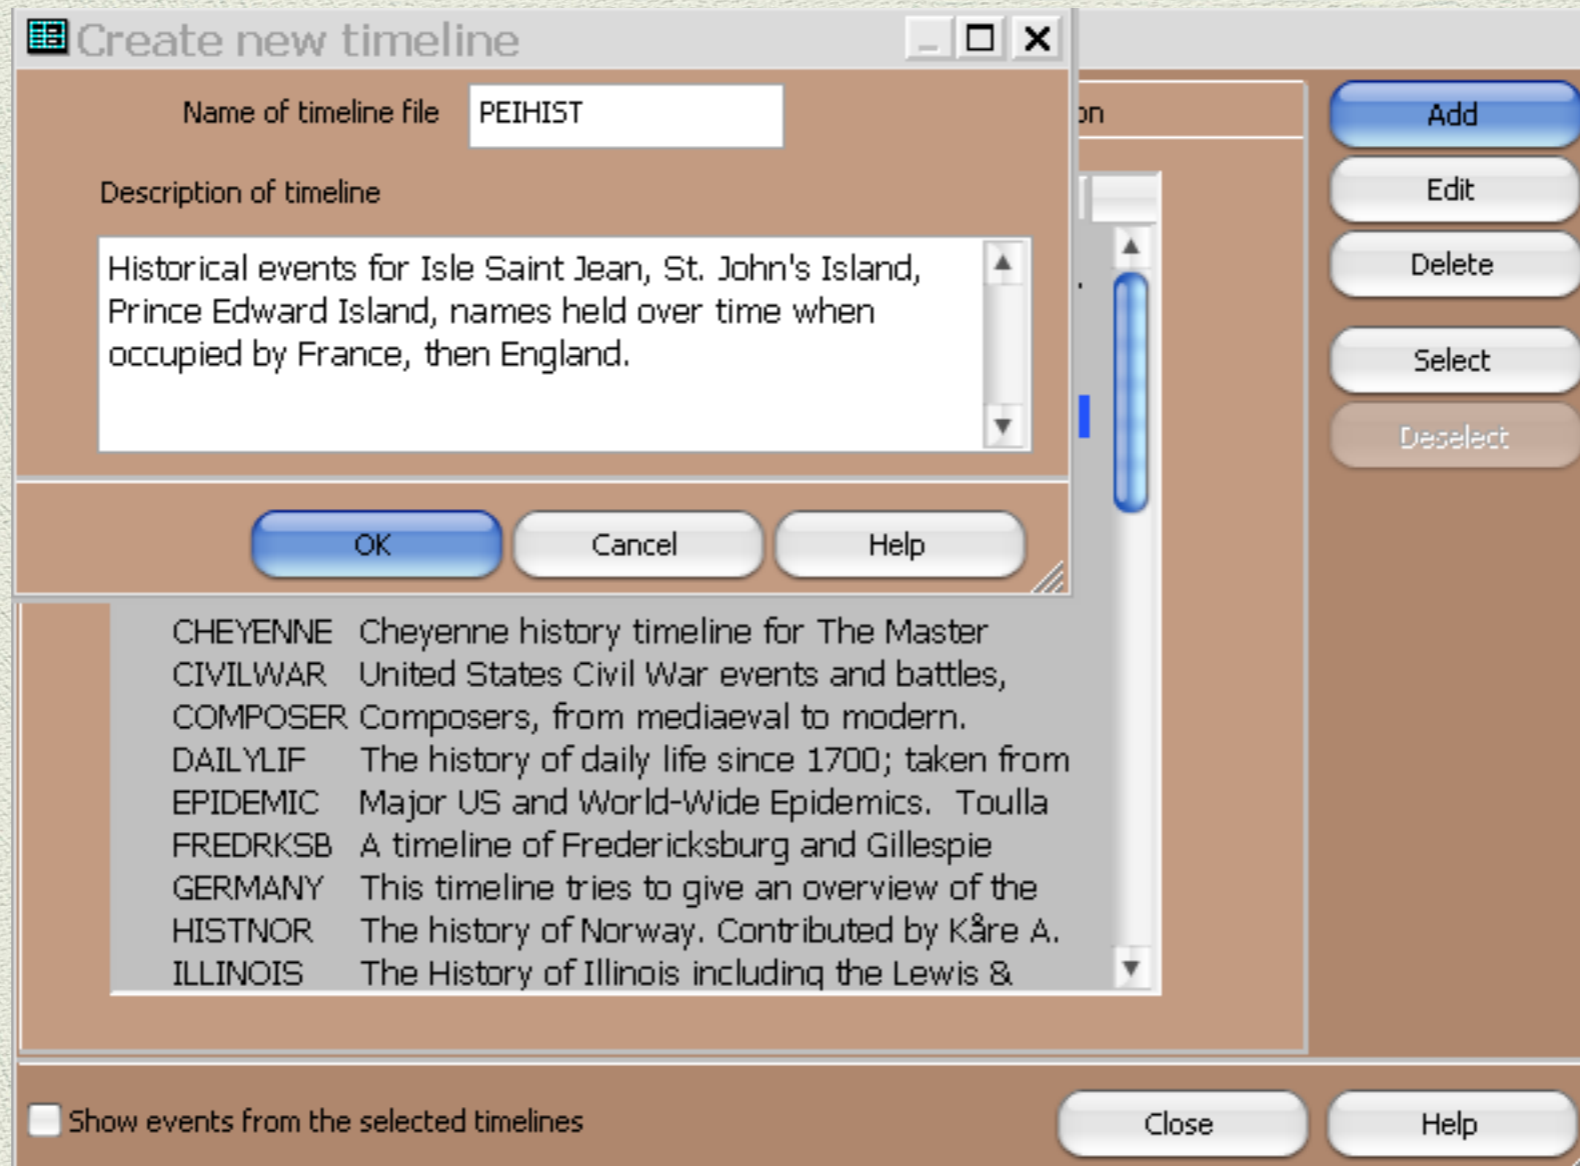 Create new timeline
Name of timeline file PEIHIST
on
Description of timeline
Historical events for Isle Saint Jean, St. John's Island,
Prince Edward Island, names held over time when
occupied by France, then England.
OK Cancel Help
Add
Edit
Delete
Select
Deselect
CHEYENNE Cheyenne history timeline for The Master
CIVILWAR United States Civil War events and battles,
COMPOSER Composers, from mediaeval to modern.
DAILYLIF The history of daily life since 1700; taken from
EPIDEMIC Major US and World-Wide Epidemics. Toulla
FREDRKSB A timeline of Fredericksburg and Gillespie
GERMANY This timeline tries to give an overview of the
HISTNOR The history of Norway. Contributed by Kåre A.
ILLINOIS The History of Illinois including the Lewis &
Show events from the selected timelines
Close Help